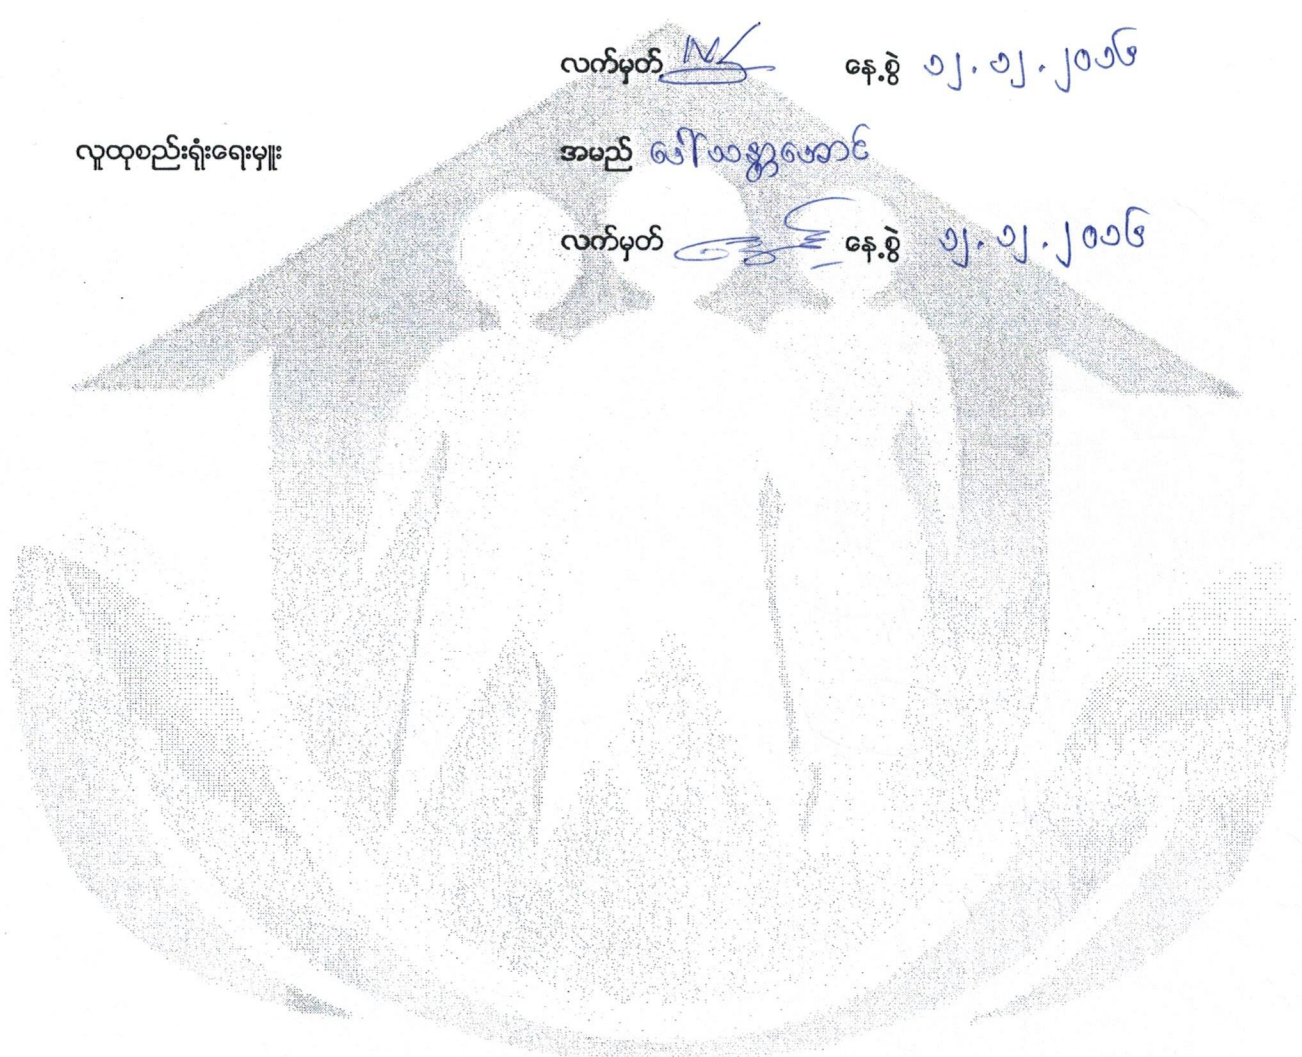 လက်မှတ် နေ့စွဲ ၁၂.၁၂.၂၀၁၆
လူထုစည်းရုံးရေးမှူး အမည် ဒေါ်သန္တာအောင်
လက်မှတ် နေ့စွဲ ၁၂.၁၂.၂၀၁၆